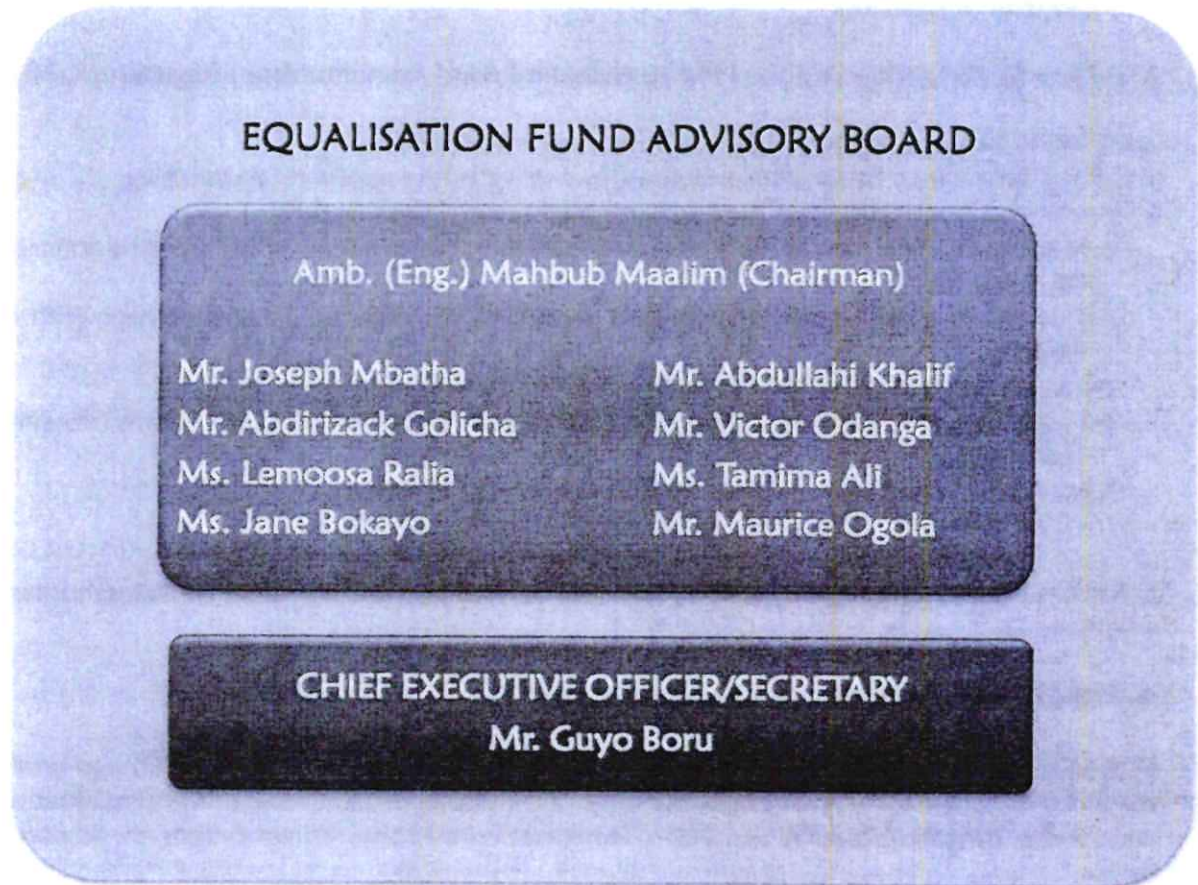 EQUALISATION FUND ADVISORY BOARD
Amb. (Eng.) Mahbub Maalim (Chairman)
Mr. Joseph Mbatha
Mr. Abdirizack Golicha
Ms. Lemoosa Ralia
Ms. Jane Bokayo
Mr. Abdullahi Khalif
Mr. Victor Odanga
Ms. Tamima Ali
Mr. Maurice Ogola
CHIEF EXECUTIVE OFFICER/SECRETARY
Mr. Guyo Boru